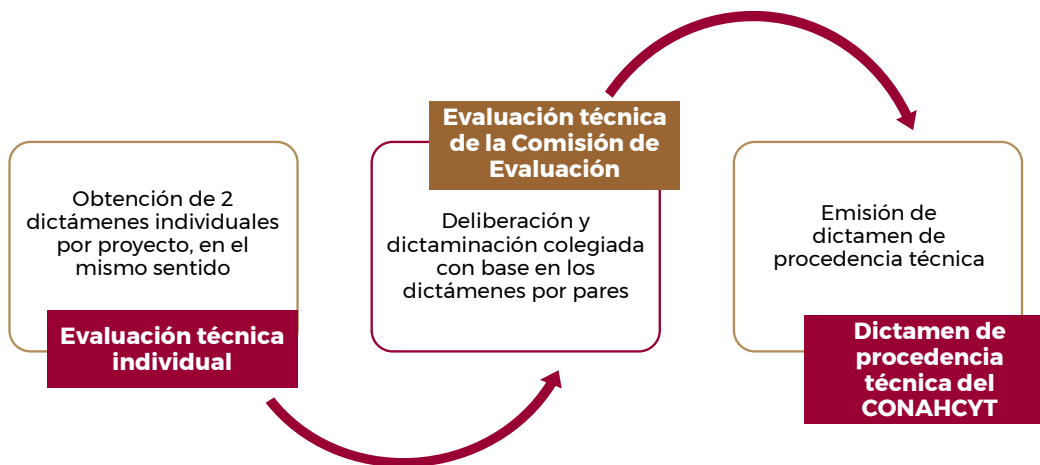 Obtención de 2
dictámenes individuales
por proyecto, en el
mismo sentido
Evaluación técnica
individual
Evaluación técnica
de la Comisión de
Evaluación
Deliberación y
dictaminación colegiada
con base en los
dictámenes por pares
Emisión de
dictamen de
procedencia técnica
Dictamen de
procedencia
técnica del
CONAHCYT